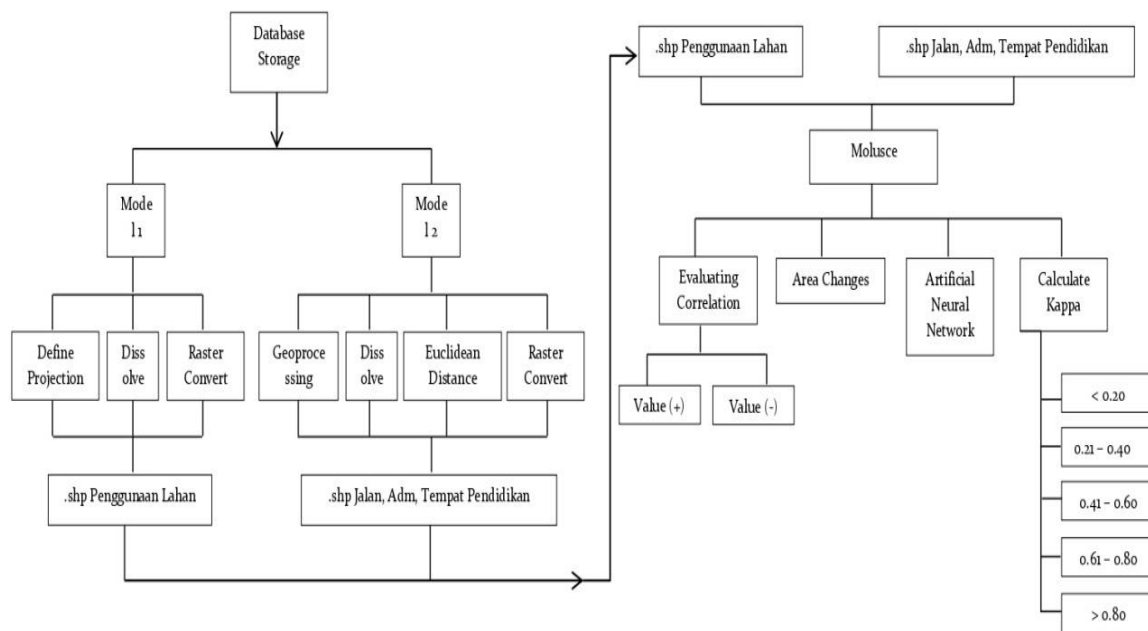 Database
Storage
Mode
l 1
Mode
l 2
Define
Projection
Diss
olve
Raster
Convert
Geoproce
ssing
Diss
olve
Euclidean
Distance
Raster
Convert
.shp Penggunaan Lahan
.shp Jalan, Adm, Tempat Pendidikan
.shp Penggunaan Lahan
.shp Jalan, Adm, Tempat Pendidikan
Molusce
Evaluating
Correlation
Area Changes
Artificial
Neural
Network
Calculate
Kappa
Value (+)
Value (-)
< 0.20
0.21 – 0.40
0.41 – 0.60
0.61 – 0.80
> 0.80